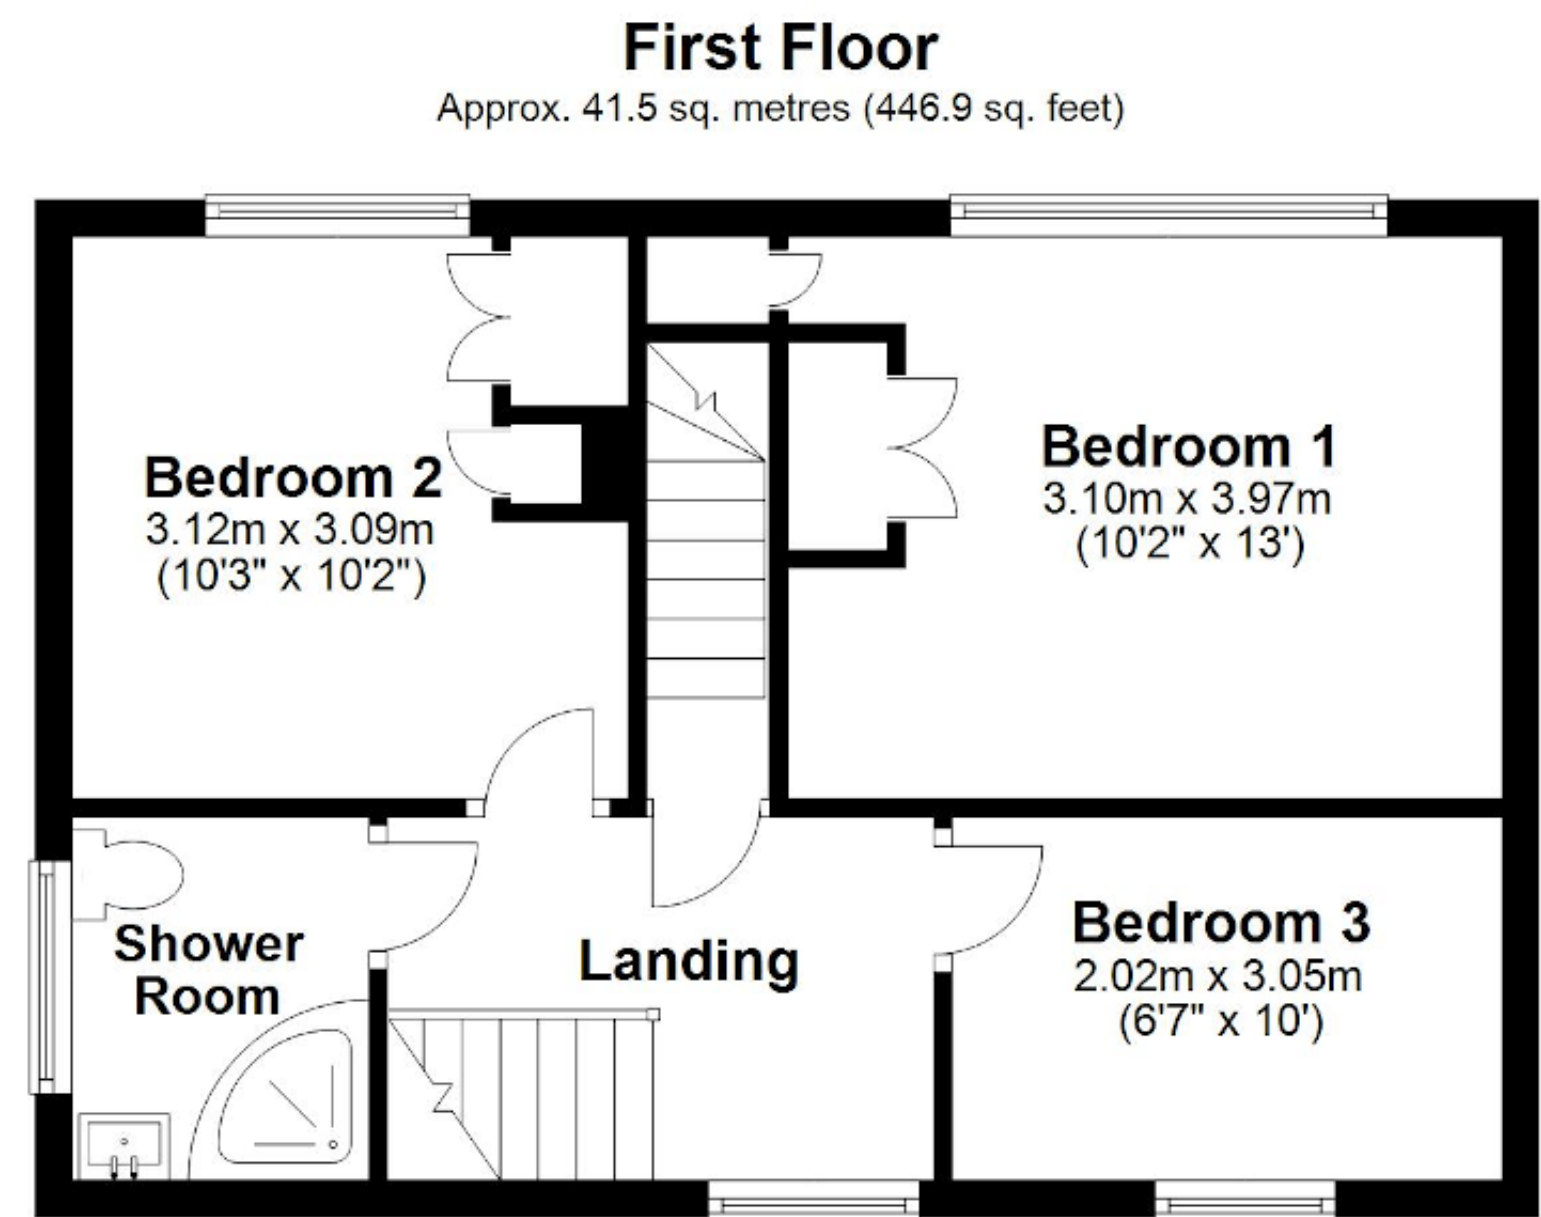 First Floor
Approx. 41.5 sq. metres (446.9 sq. feet)
Bedroom 2
3.12m x 3.09m
(10'3" x 10'2")
Bedroom 1
3.10m x 3.97m
(10'2" x 13')
Shower
Room
Landing
Bedroom 3
2.02m x 3.05m
(6'7" x 10')